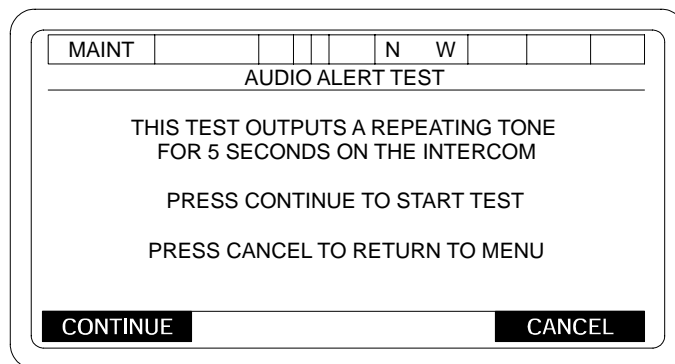 MAINT N W
AUDIO ALERT TEST
THIS TEST OUTPUTS A REPEATING TONE
FOR 5 SECONDS ON THE INTERCOM
PRESS CONTINUE TO START TEST
PRESS CANCEL TO RETURN TO MENU
CONTINUE CANCEL